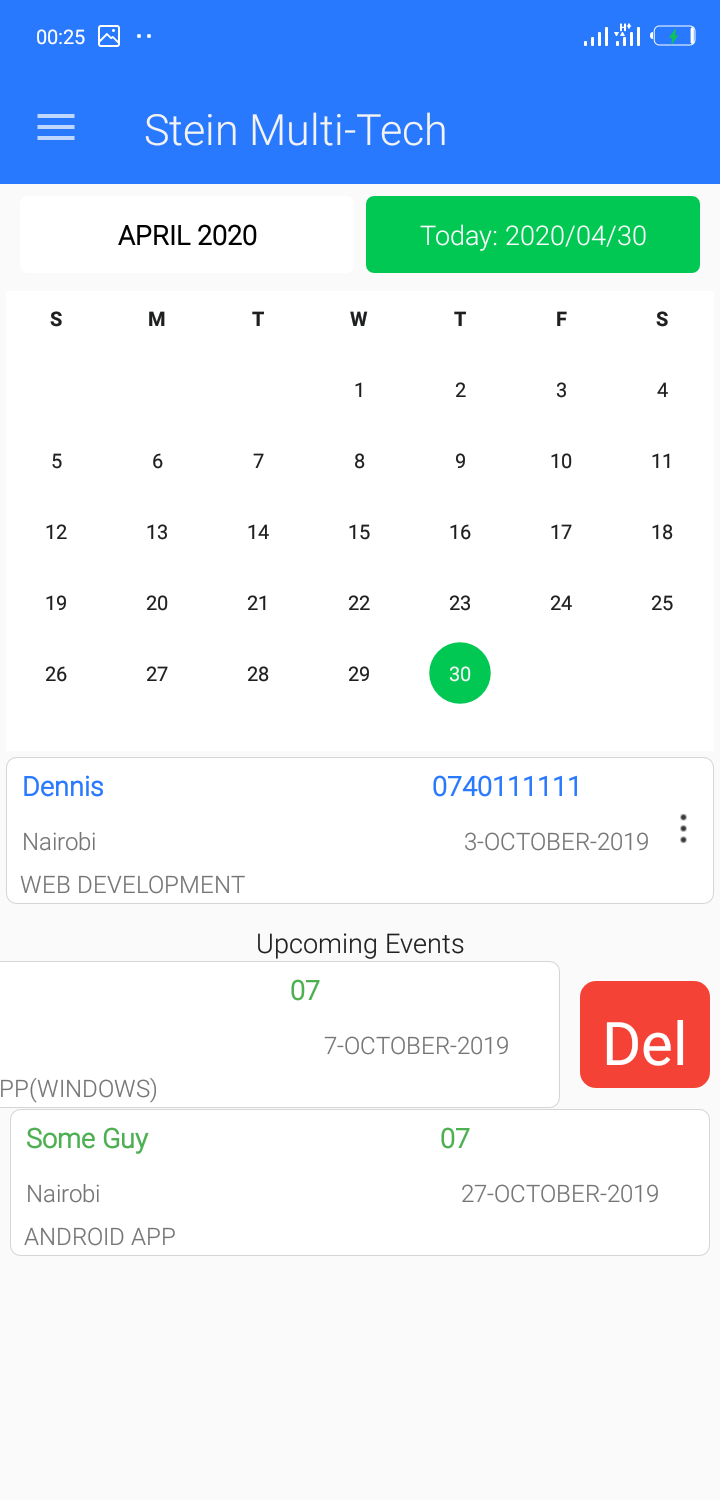 00:25
Stein Multi-Tech
APRIL 2020 Today: 2020/04/30
S M T W T F S
1 2 3 4
5 6 7 8 9 10 11
12 13 14 15 16 17 18
19 20 21 22 23 24 25
26 27 28 29 30
Dennis 0740111111
Nairobi 3-OCTOBER-2019
WEB DEVELOPMENT
Upcoming Events
07
7-OCTOBER-2019
Del
PP(WINDOWS)
Some Guy 07
Nairobi 27-OCTOBER-2019
ANDROID APP